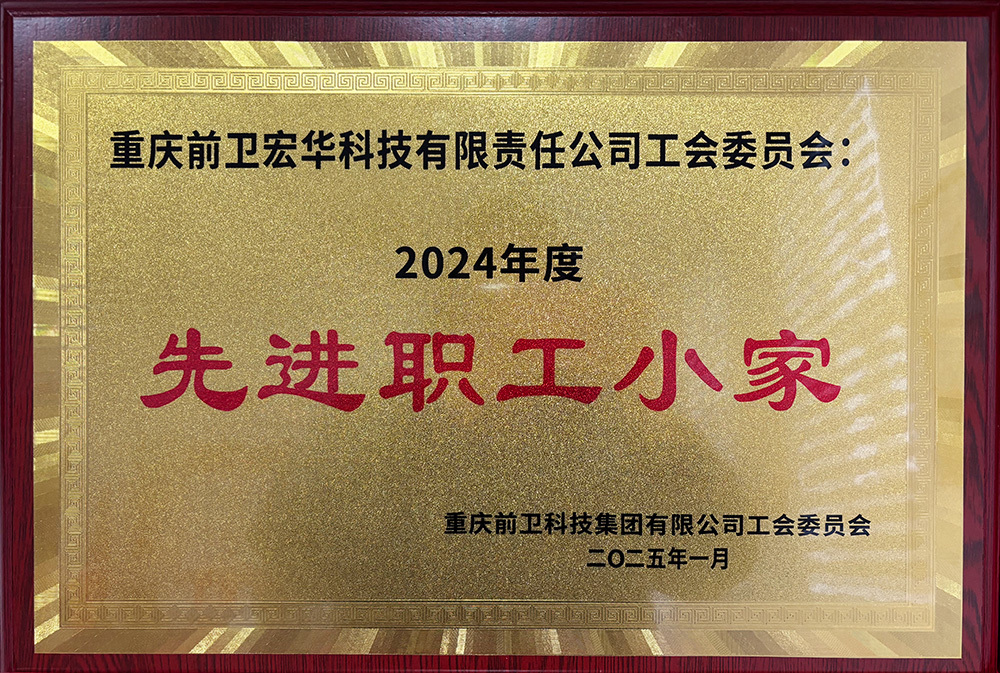 重庆前卫宏华科技有限责任公司工会委员会：
2024年度
先进职工小家
重庆前卫科技集团有限公司工会委员会
二〇二五年一月